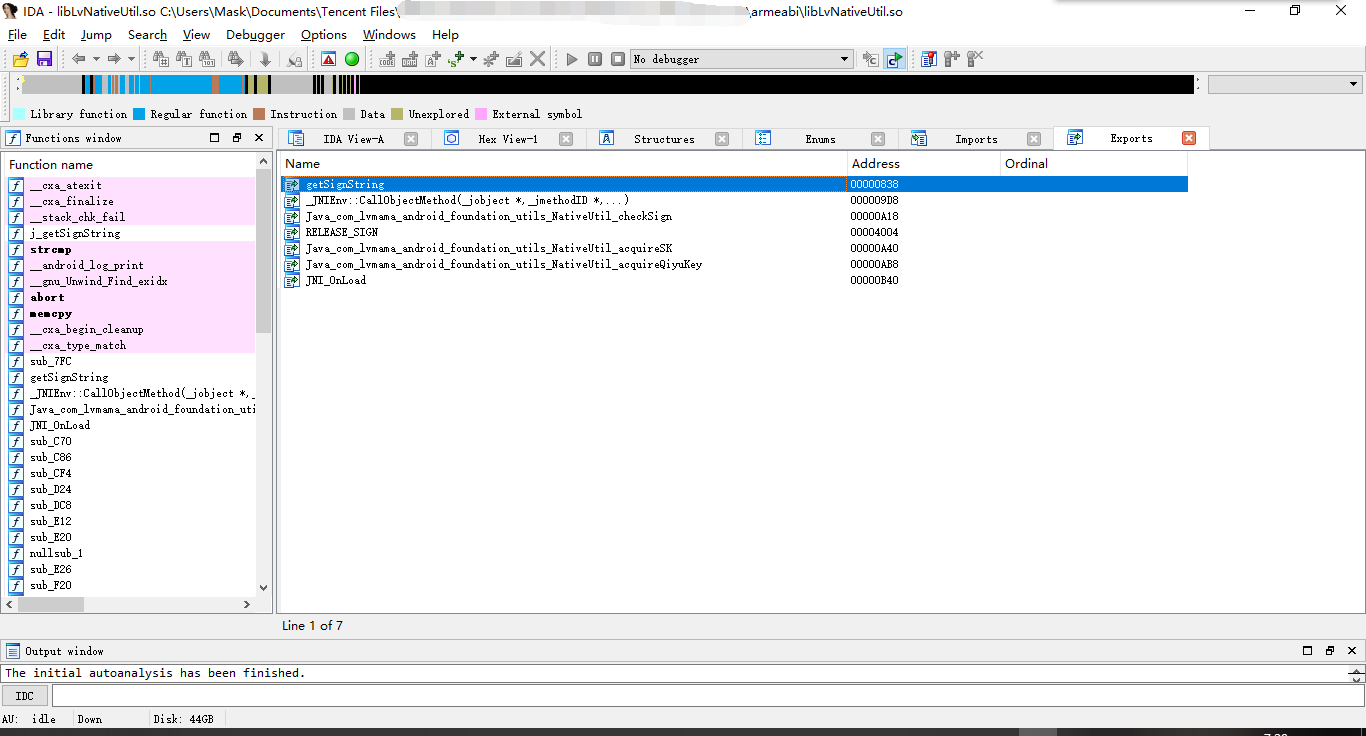 IDA - libLvNativeUtil.so C:\Users\Mask\Documents\Tencent Files\ \armeabi\libLvNativeUtil.so
File Edit Jump Search View Debugger Options Windows Help
No debugger
Library function Regular function Instruction Data Unexplored External symbol
Functions window
IDA View-A Hex View-1 Structures Enums Imports Exports
Function name
__cxa_atexit
__cxa_finalize
__stack_chk_fail
j_getSignString
strcmp
__android_log_print
__gnu_Unwind_Find_exidx
abort
memcpy
__cxa_begin_cleanup
__cxa_type_match
sub_7FC
getSignString
_JNIEnv::CallObjectMethod(_jobject *,_
Java_com_lvmama_android_foundation_uti
JNI_OnLoad
sub_C70
sub_C86
sub_CF4
sub_D24
sub_DC8
sub_E12
sub_E20
nullsub_1
sub_E26
sub_F20
Name Address Ordinal
getSignString 00000838
_JNIEnv::CallObjectMethod(_jobject *,_jmethodID *,...) 000009D8
Java_com_lvmama_android_foundation_utils_NativeUtil_checkSign 00000A18
RELEASE_SIGN 00004004
Java_com_lvmama_android_foundation_utils_NativeUtil_acquireSK 00000A40
Java_com_lvmama_android_foundation_utils_NativeUtil_acquireQiyuKey 00000AB8
JNI_OnLoad 00000B40
Line 1 of 7
Output window
The initial autoanalysis has been finished.
IDC
AU: idle Down Disk: 44GB